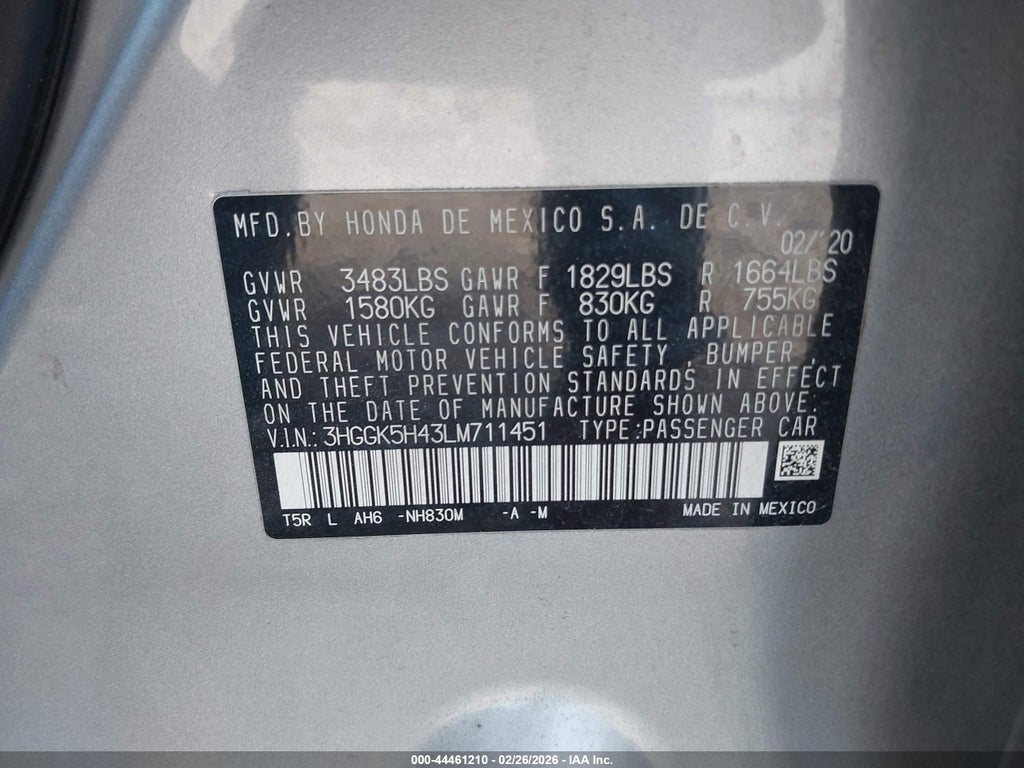 MFD. BY HONDA DE MEXICO S.A. DE C.V.
02/'20
GVWR 3483LBS GAWR F 1829LBS R 1664LBS
GVWR 1580KG GAWR F 830KG R 755KG
THIS VEHICLE CONFORMS TO ALL APPLICABLE
FEDERAL MOTOR VEHICLE SAFETY, BUMPER,
AND THEFT PREVENTION STANDARDS IN EFFECT
ON THE DATE OF MANUFACTURE SHOWN ABOVE.
V.I.N.: 3HGGK5H43LM711451 TYPE:PASSENGER CAR
T5R L AH6 -NH830M -A -M MADE IN MEXICO
000-44461210 - 02/26/2026 - IAA Inc.